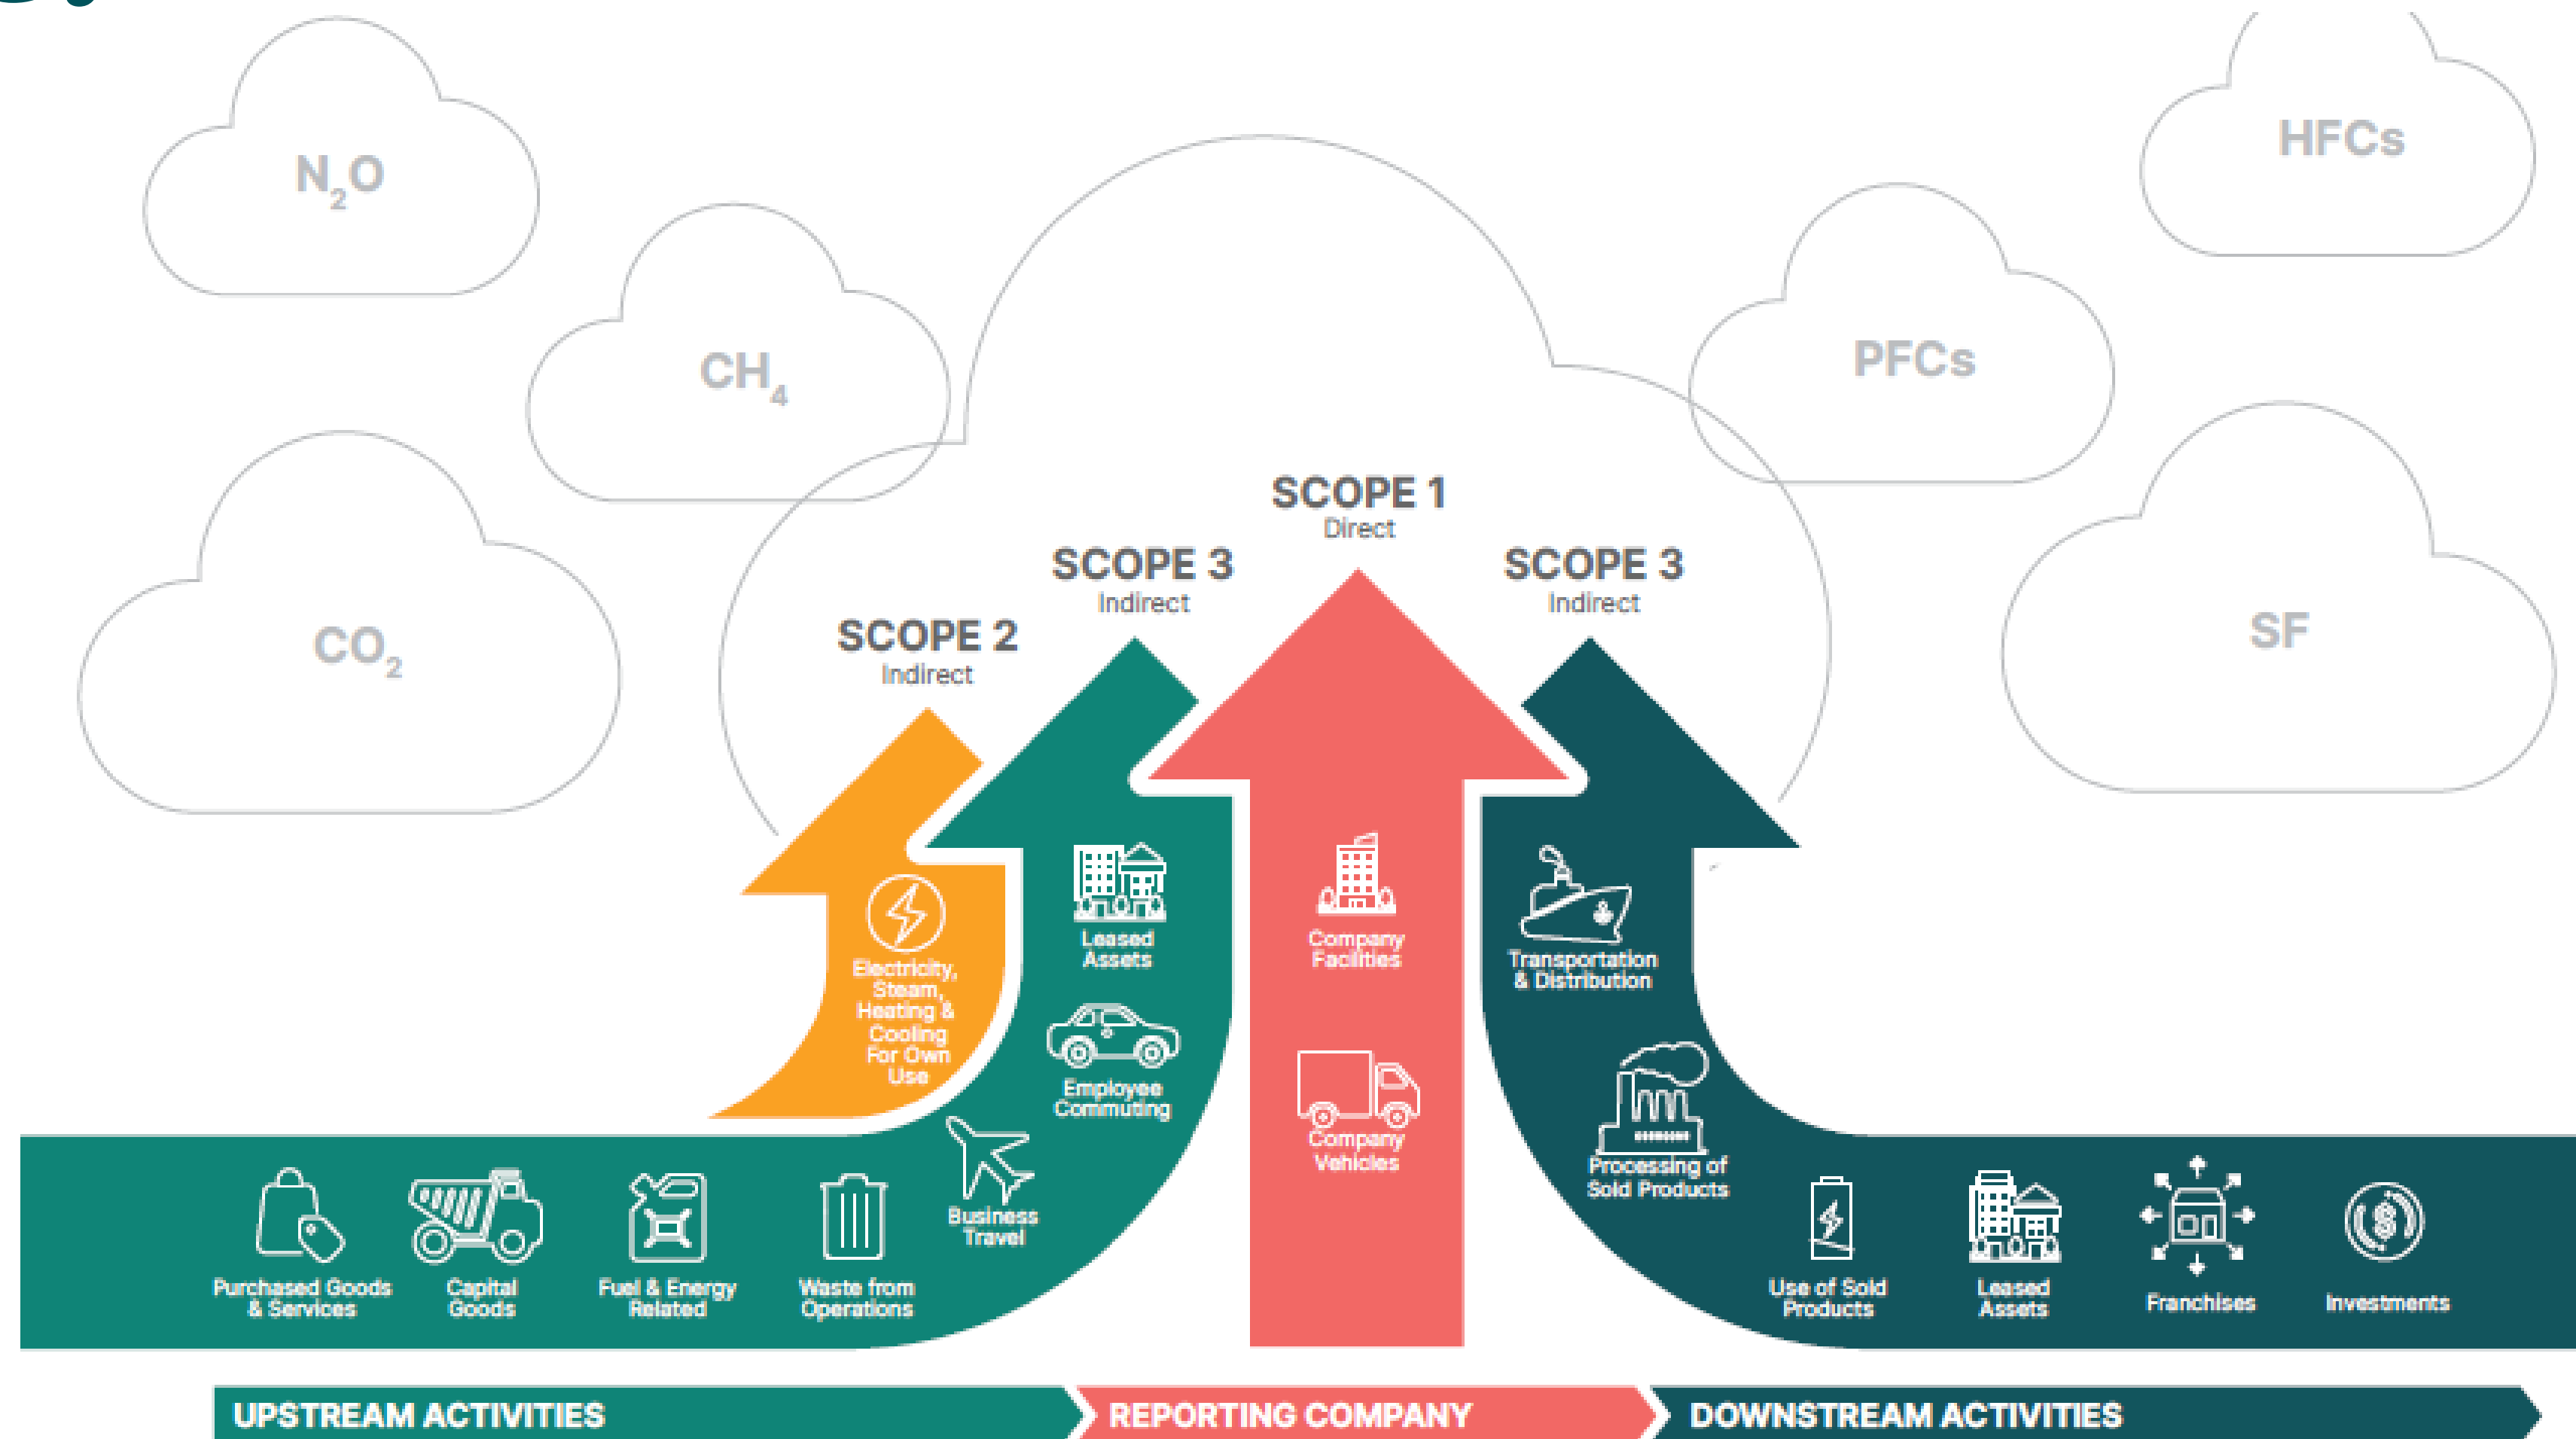 N₂O
HFCs
CH₄
PFCs
CO₂
SF
SCOPE 1
Direct
SCOPE 3
Indirect
SCOPE 3
Indirect
SCOPE 2
Indirect
Electricity,
Steam,
Heating &
Cooling
For Own
Use
Leased
Assets
Employee
Commuting
Business
Travel
Company
Facilities
Company
Vehicles
Transportation
& Distribution
Processing of
Sold Products
Purchased Goods
& Services
Capital
Goods
Fuel & Energy
Related
Waste from
Operations
Use of Sold
Products
Leased
Assets
Franchises
Investments
UPSTREAM ACTIVITIES
REPORTING COMPANY
DOWNSTREAM ACTIVITIES